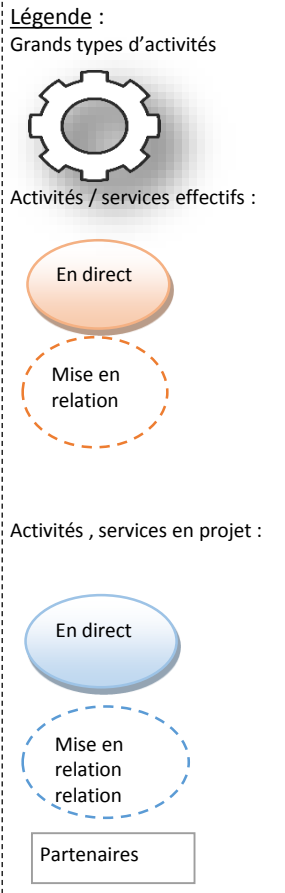 Légende :
Grands types d’activités
Activités / services effectifs :
En direct
Mise en
relation
Activités , services en projet :
En direct
Mise en
relation
relation
Partenaires